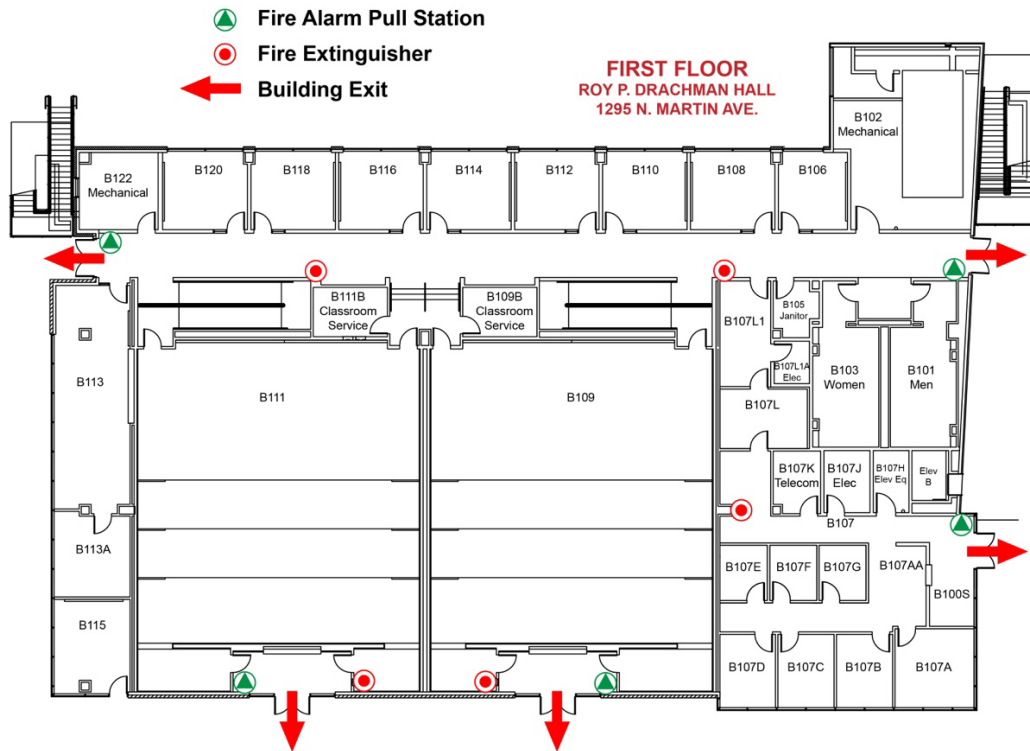 Fire Alarm Pull Station
Fire Extinguisher
Building Exit
FIRST FLOOR
ROY P. DRACHMAN HALL
1295 N. MARTIN AVE.
B102
Mechanical
B122
Mechanical
B120
B118
B116
B114
B112
B110
B108
B106
B111B
Classroom
Service
B109B
Classroom
Service
B107L1
B105
Janitor
B107L1A
Elec
B103
Women
B101
Men
B113
B111
B109
B107L
B107K
Telecom
B107J
Elec
B107H
Elev Eq
Elev
B
B107
B113A
B107E
B107F
B107G
B107AA
B100S
B115
B107D
B107C
B107B
B107A